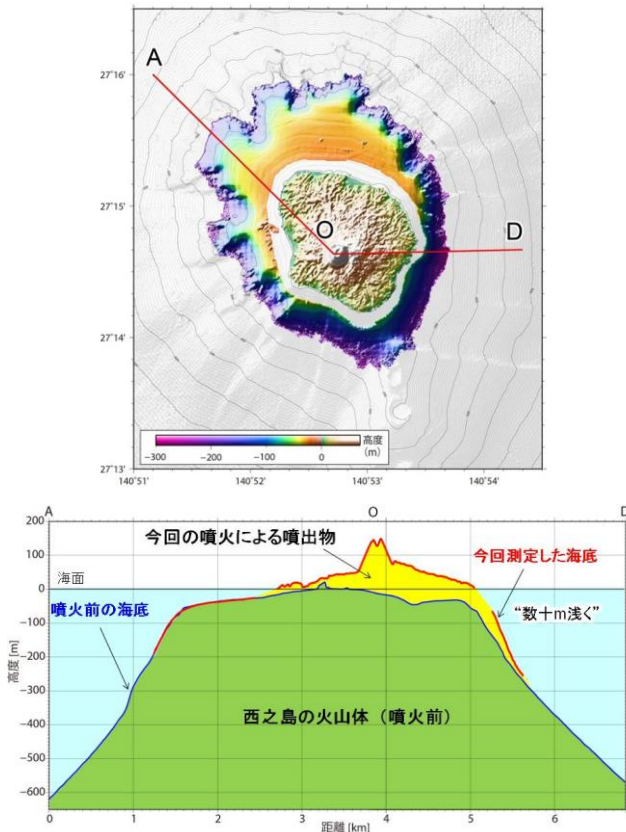 A
27°16'
27°15'
O
D
27°14'
高度
(m)
−300 −200 −100 0
27°13'
140°51' 140°52' 140°53' 140°54'
A O D
200
今回の噴火による噴出物
100
今回測定した海底
海面
0
噴火前の海底
“数十m浅く”
−100
−200
高度 [m]
−300
西之島の火山体（噴火前）
−400
−500
−600
0 1 2 3 4 5 6
距離 [km]